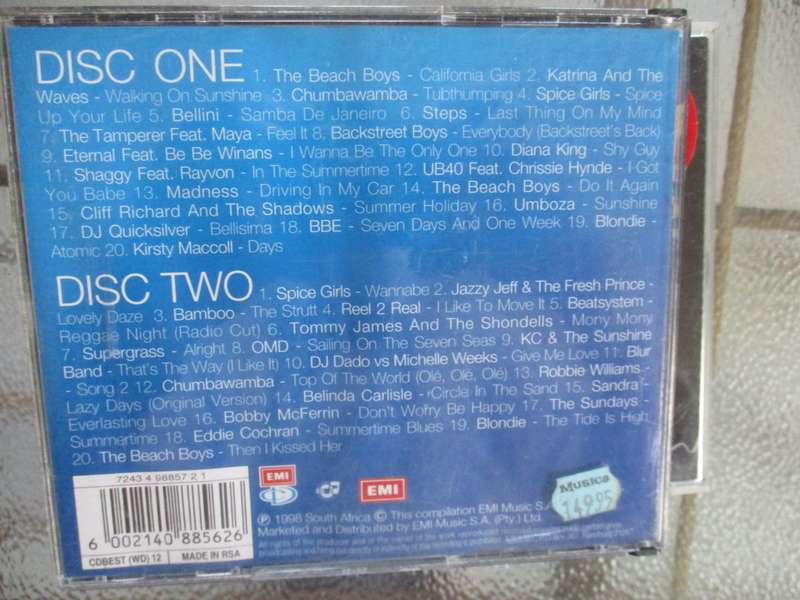 DISC ONE 1. The Beach Boys - California Girls 2. Katrina And The
Waves - Walking On Sunshine 3. Chumbawamba - Tubthumping 4. Spice Girls - Spice
Up Your Life 5. Bellini - Samba De Janeiro 6. Steps - Last Thing On My Mind
7. The Tamperer Feat. Maya - Feel It 8. Backstreet Boys - Everybody (Backstreet's Back)
9. Eternal Feat. Be Be Winans - I Wanna Be The Only One 10. Diana King - Shy Guy
11. Shaggy Feat. Rayvon - In The Summertime 12. UB40 Feat. Chrissie Hynde - I Got
You Babe 13. Madness - Driving In My Car 14. The Beach Boys - Do It Again
15. Cliff Richard And The Shadows - Summer Holiday 16. Umboza - Sunshine
17. DJ Quicksilver - Bellisima 18. BBE - Seven Days And One Week 19. Blondie -
Atomic 20. Kirsty Maccoll - Days
DISC TWO 1. Spice Girls - Wannabe 2. Jazzy Jeff & The Fresh Prince -
Lovely Daze 3. Bamboo - The Strutt 4. Reel 2 Real - I Like To Move It 5. Beatsystem -
Reggae Night (Radio Cut) 6. Tommy James And The Shondells - Mony Mony
7. Supergrass - Alright 8. OMD - Sailing On The Seven Seas 9. KC & The Sunshine
Band - That's The Way (I Like It) 10. DJ Dado vs Michelle Weeks - Give Me Love 11. Blur
- Song 2 12. Chumbawamba - Top Of The World (Olé, Olé, Olé) 13. Robbie Williams -
Lazy Days (Original Version) 14. Belinda Carlisle - Circle In The Sand 15. Sandra -
Everlasting Love 16. Bobby McFerrin - Don't Worry Be Happy 17. The Sundays -
Summertime 18. Eddie Cochran - Summertime Blues 19. Blondie - The Tide Is High
20. The Beach Boys - Then I Kissed Her
7243 4 98857 2 1
6 002140 885626
CDBEST (WD) 12 MADE IN RSA
EMI
EMI
Musica
149.95
℗ 1998 South Africa © This compilation EMI Music S.A.
Marketed and Distributed by EMI Music S.A. (Pty.) Ltd.